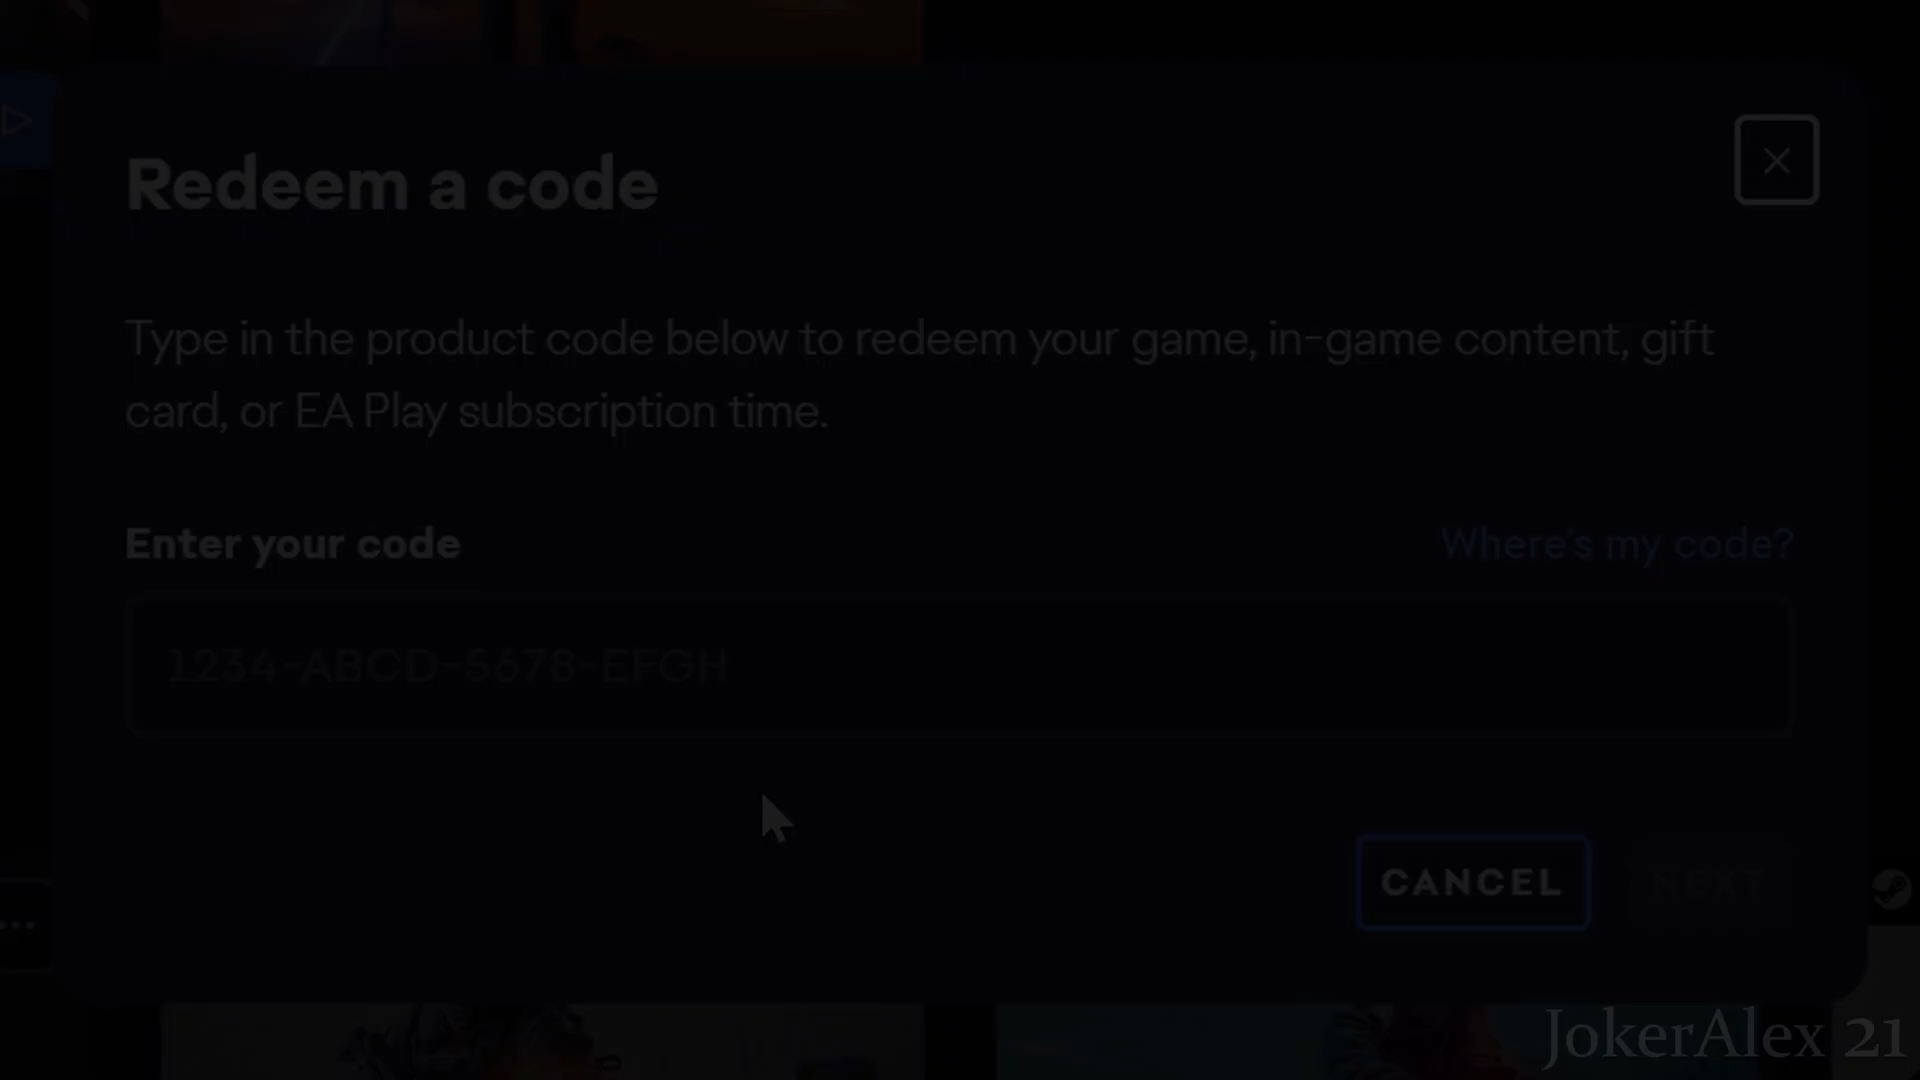 Redeem a code
Type in the product code below to redeem your game, in-game content, gift
card, or EA Play subscription time.
Enter your code
Where's my code?
1234-ABCD-5678-EFGH
CANCEL
NEXT
JokerAlex 21